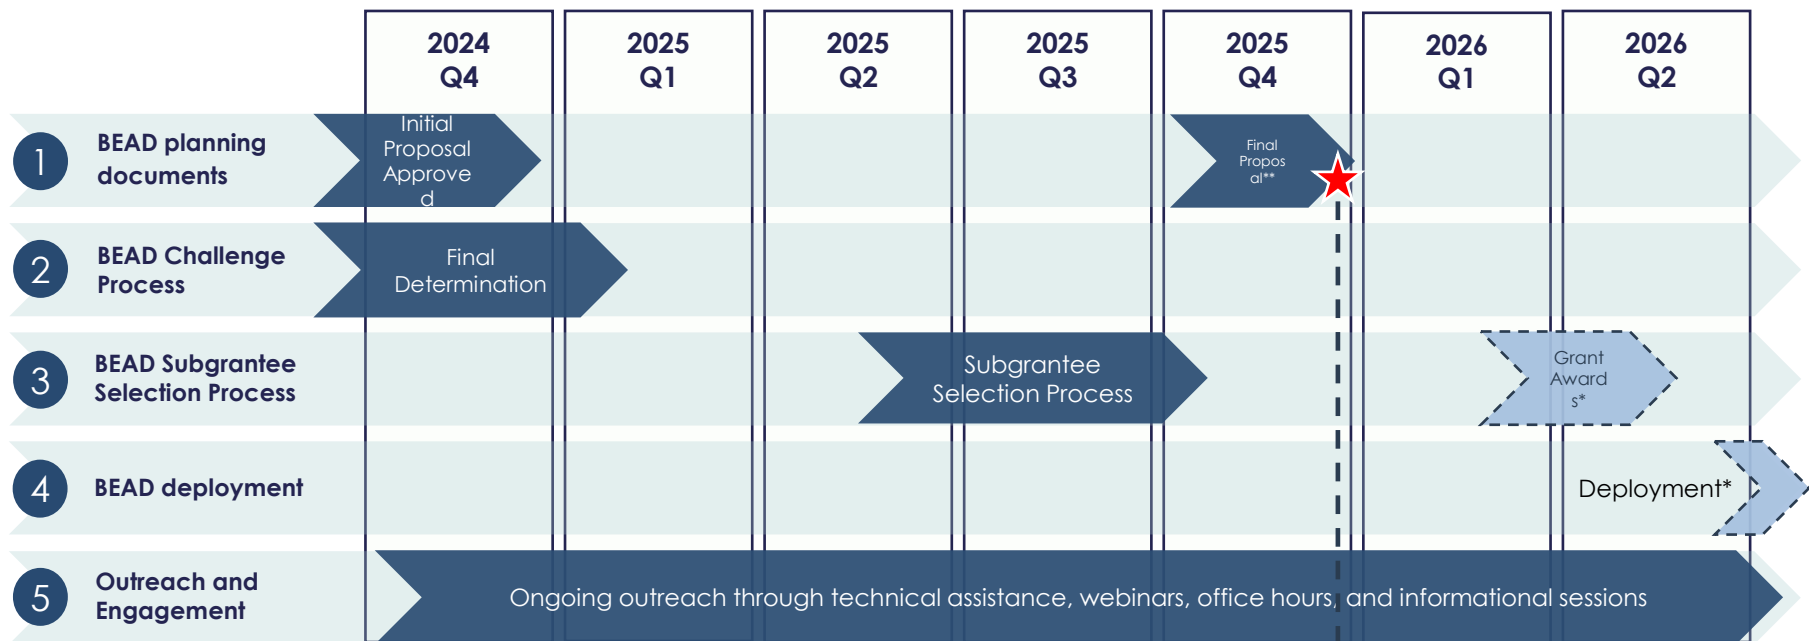 2024
Q4
2025
Q1
2025
Q2
2025
Q3
2025
Q4
2026
Q1
2026
Q2
1
BEAD planning
documents
Initial
Proposal
Approve
d
Final
Propos
al**
2
BEAD Challenge
Process
Final
Determination
3
BEAD Subgrantee
Selection Process
Subgrantee
Selection Process
Grant
Award
s*
4
BEAD deployment
Deployment*
5
Outreach and
Engagement
Ongoing outreach through technical assistance, webinars, office hours, and informational sessions